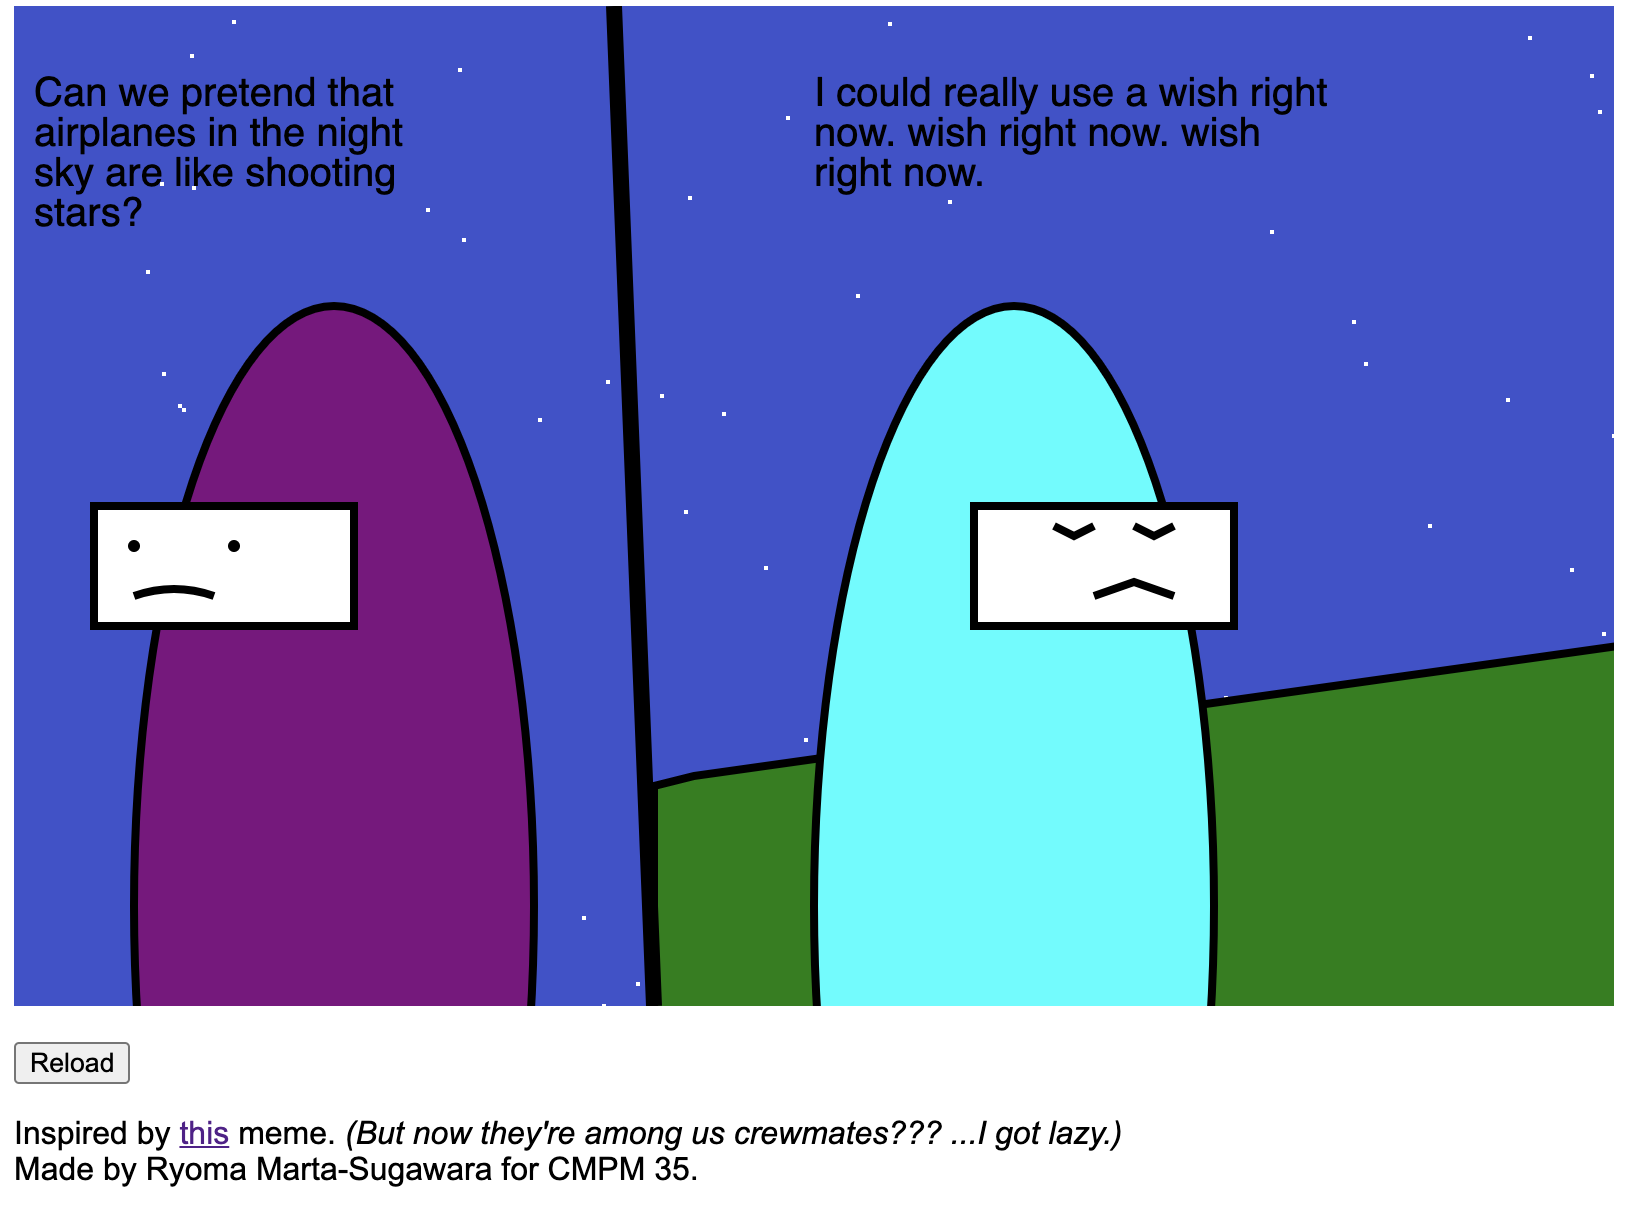 Can we pretend that
airplanes in the night
sky are like shooting
stars?
I could really use a wish right
now. wish right now. wish
right now.
Reload
Inspired by this meme. (But now they're among us crewmates??? ...I got lazy.)
Made by Ryoma Marta-Sugawara for CMPM 35.